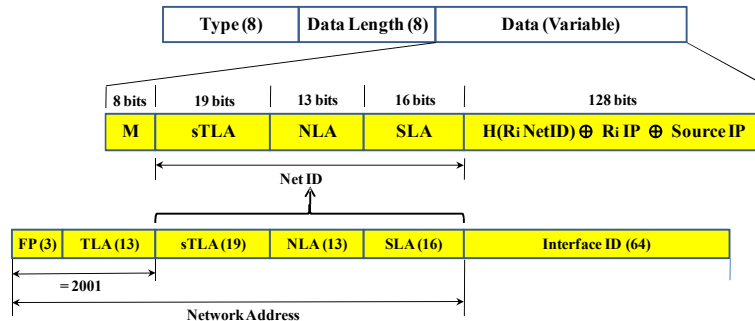 Type (8) Data Length (8) Data (Variable)
8 bits 19 bits 13 bits 16 bits 128 bits
M sTLA NLA SLA H(Ri NetID) ⊕ Ri IP ⊕ Source IP
Net ID
FP (3) TLA (13) sTLA (19) NLA (13) SLA (16) Interface ID (64)
= 2001
Network Address